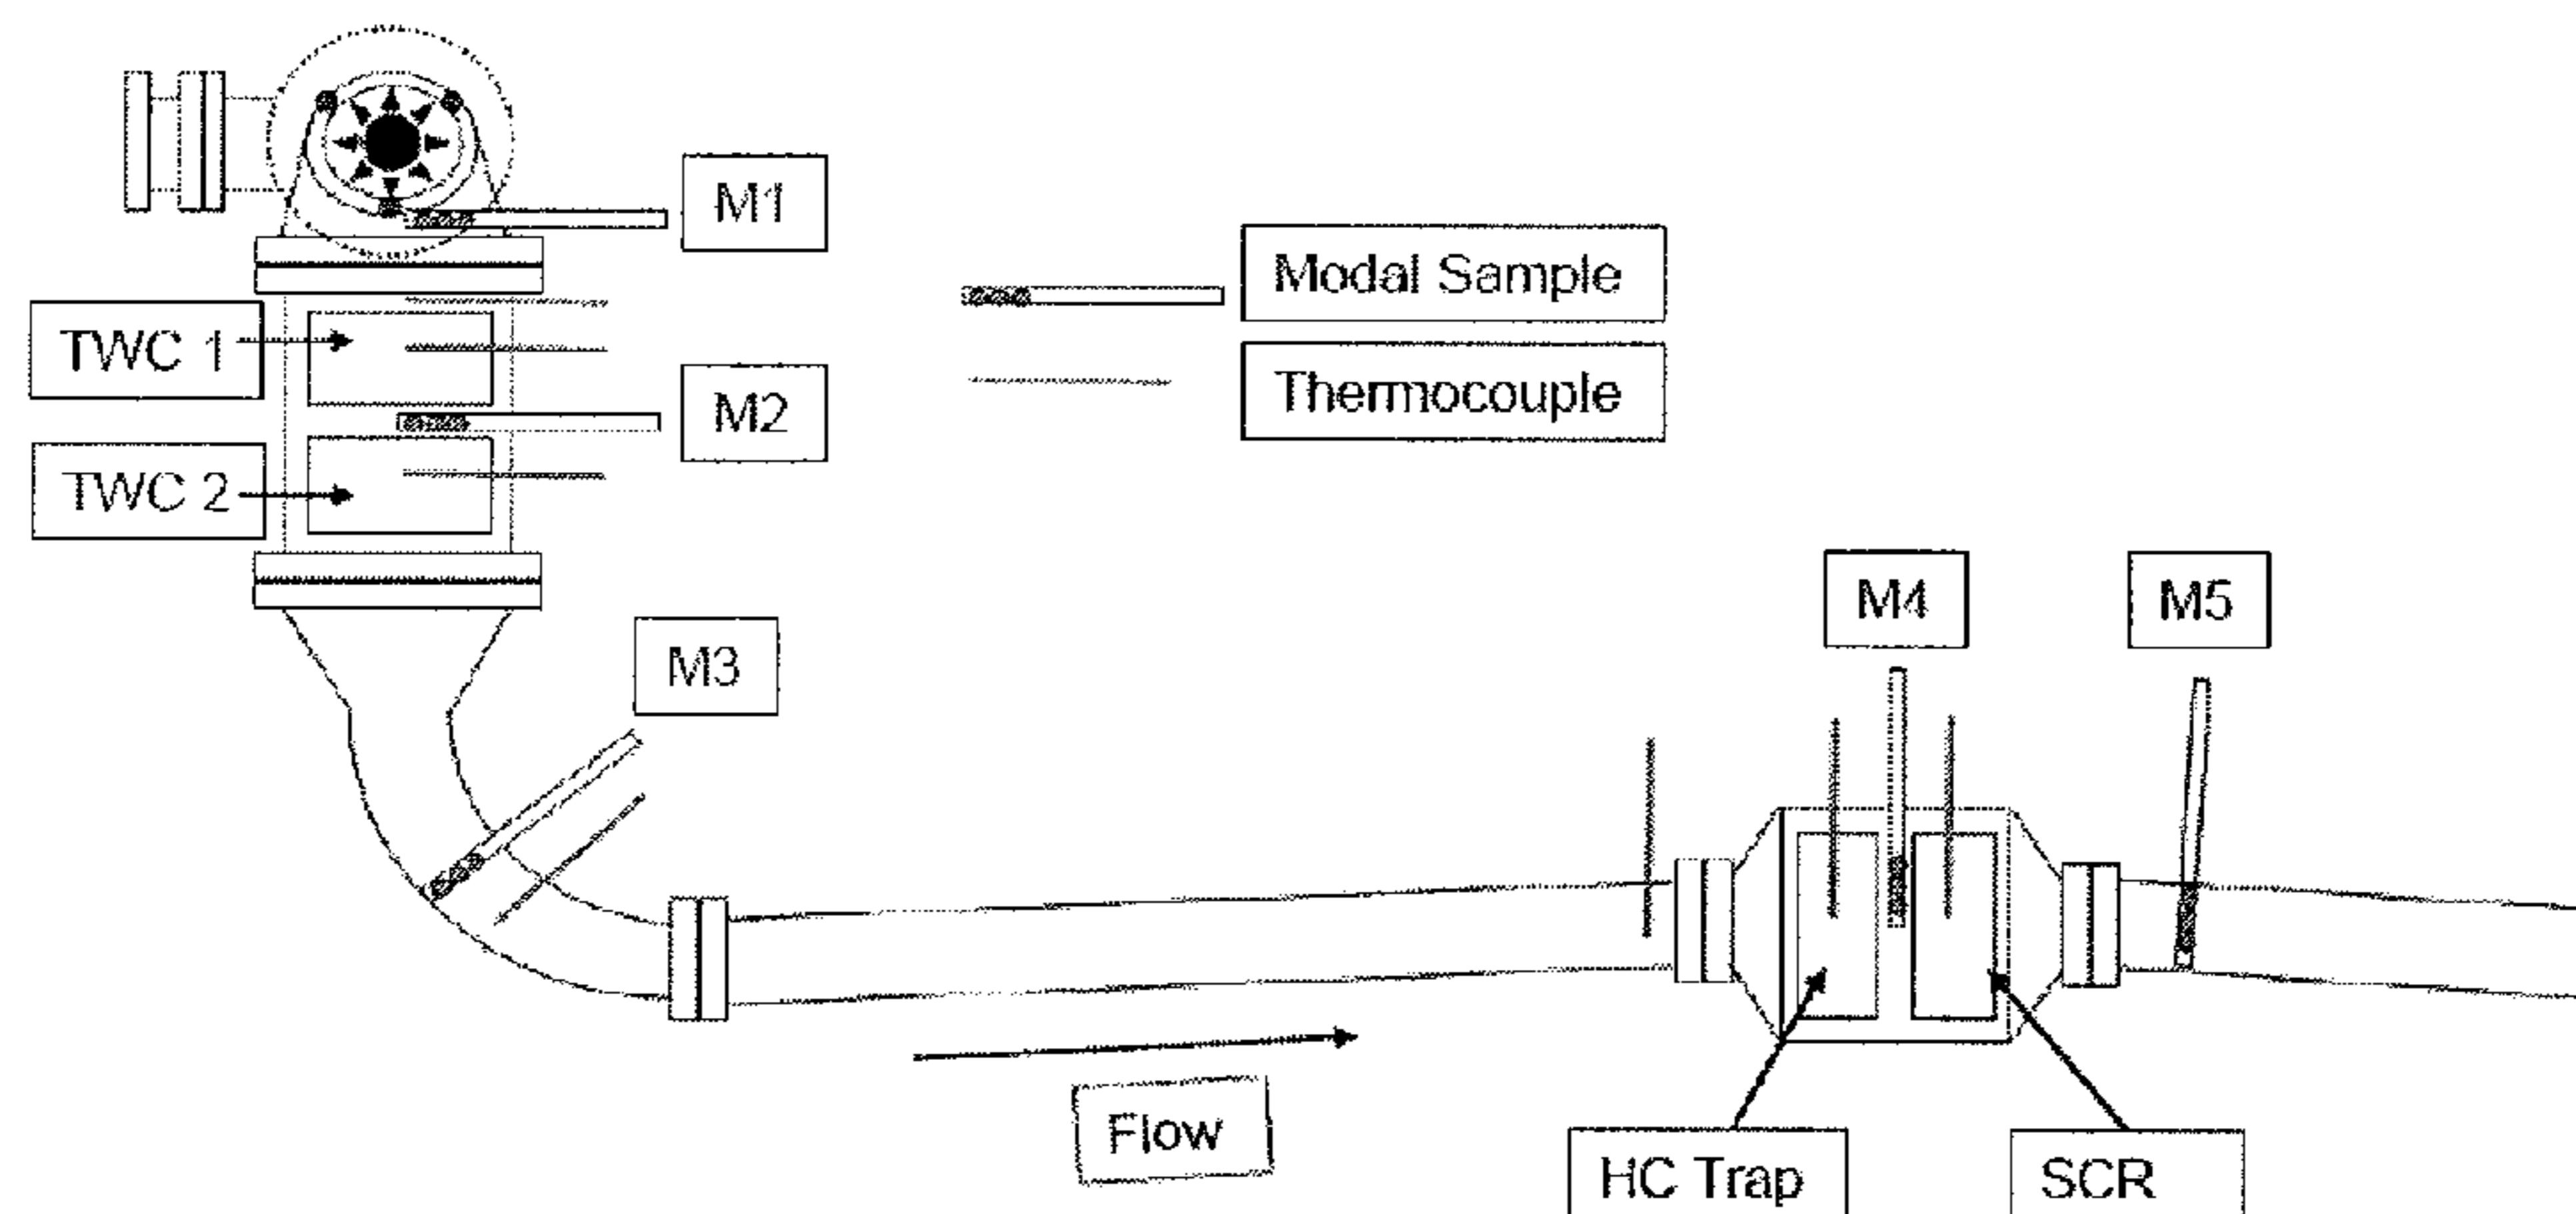 M1
Modal Sample
TWC 1
Thermocouple
M2
TWC 2
M3
M4
M5
Flow
HC Trap
SCR